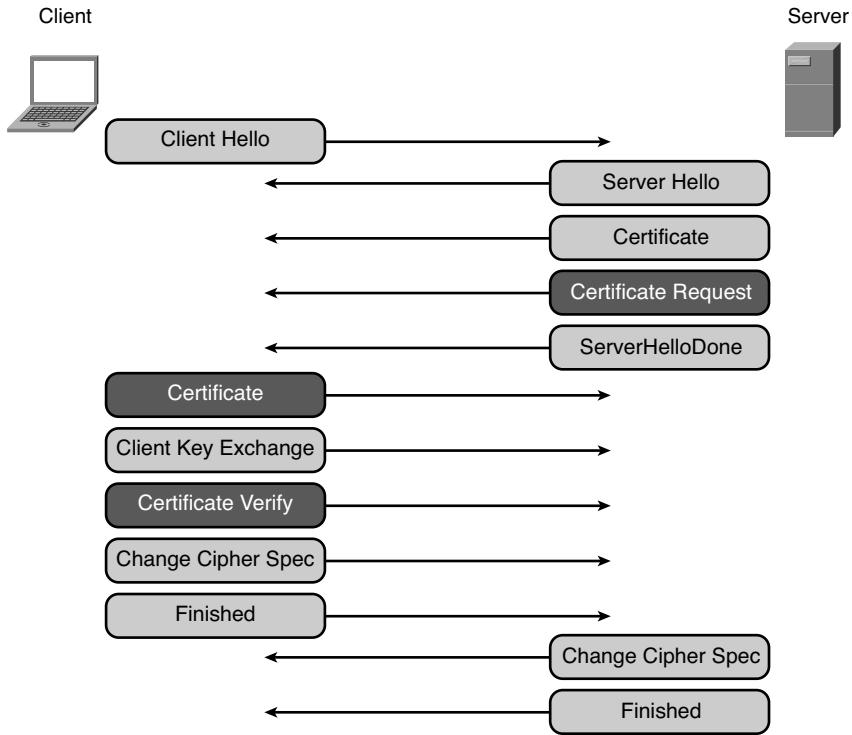 Client
Server
Client Hello
Server Hello
Certificate
Certificate Request
ServerHelloDone
Certificate
Client Key Exchange
Certificate Verify
Change Cipher Spec
Finished
Change Cipher Spec
Finished